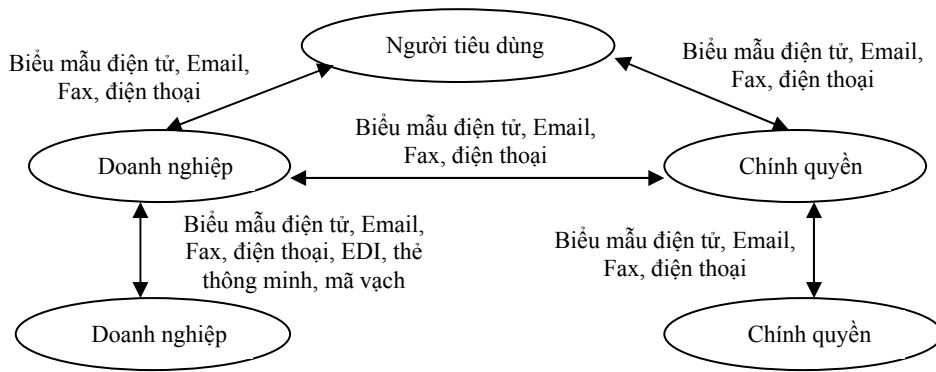 Người tiêu dùng
Biểu mẫu điện tử, Email,
Fax, điện thoại
Biểu mẫu điện tử, Email,
Fax, điện thoại
Biểu mẫu điện tử, Email,
Fax, điện thoại
Doanh nghiệp
Chính quyền
Biểu mẫu điện tử, Email,
Fax, điện thoại, EDI, thẻ
thông minh, mã vạch
Biểu mẫu điện tử, Email,
Fax, điện thoại
Doanh nghiệp
Chính quyền